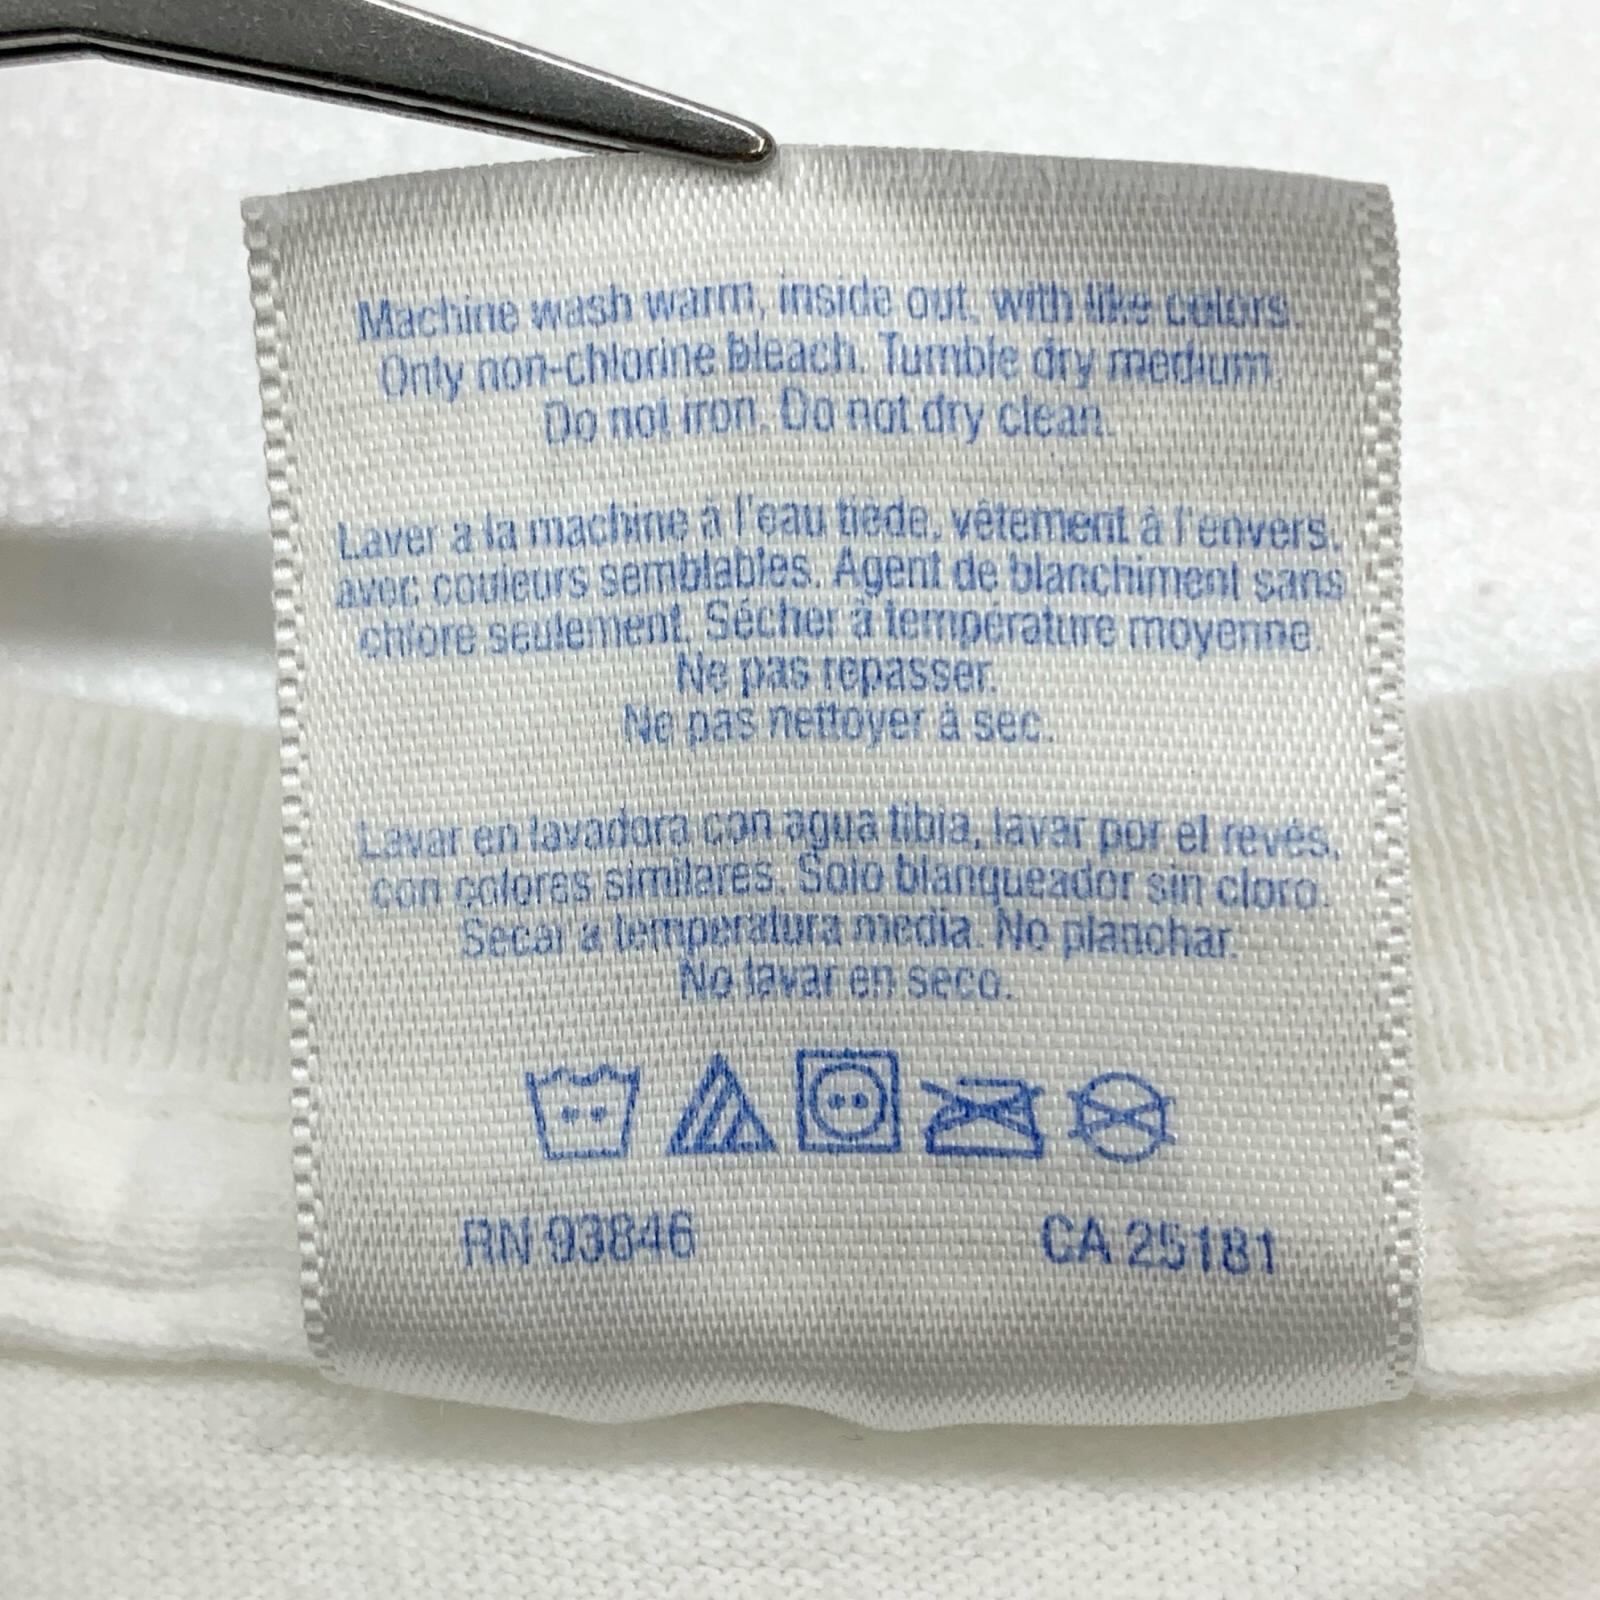 Machine wash warm, inside out, with like colors.
Only non-chlorine bleach. Tumble dry medium.
Do not iron. Do not dry clean.
Laver a la machine à l'eau tiède, vêtement à l'envers,
avec couleurs semblables. Agent de blanchiment sans
chlore seulement. Sécher à température moyenne.
Ne pas repasser.
Ne pas nettoyer à sec.
Lavar en lavadora con agua tibia, lavar por el revés,
con colores similares. Solo blanqueador sin cloro.
Secar a temperatura media. No planchar.
No lavar en seco.
RN 93846 CA 25181